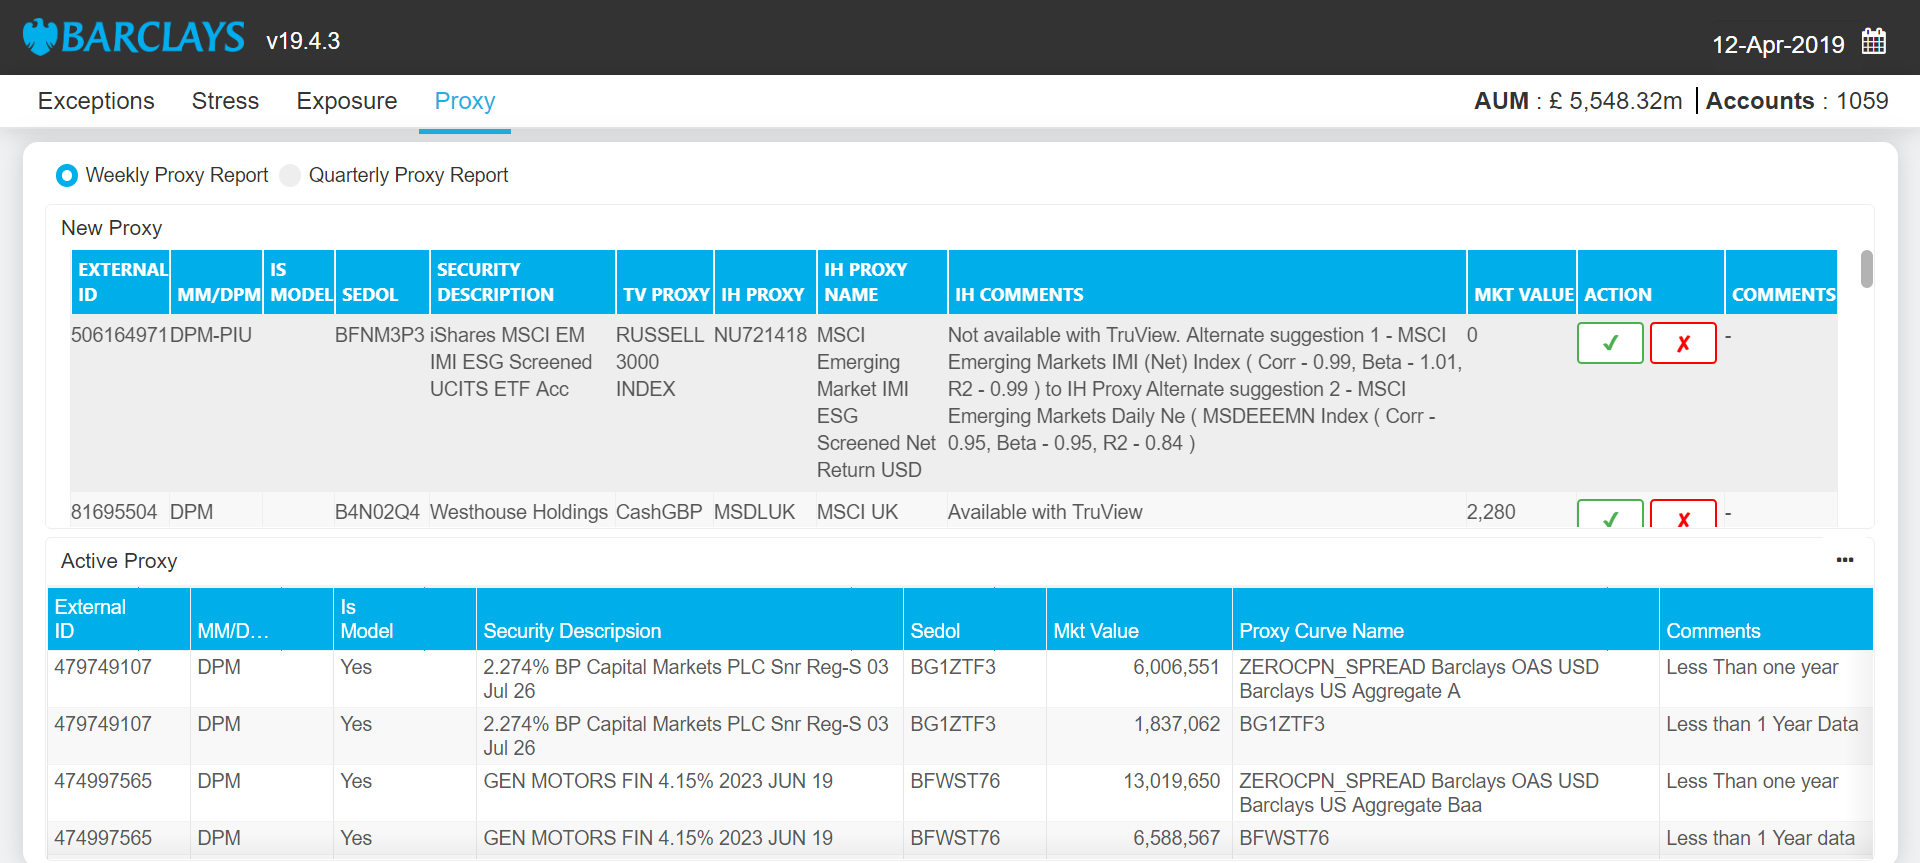 BARCLAYS v19.4.3 12-Apr-2019
Exceptions Stress Exposure Proxy AUM : £ 5,548.32m Accounts : 1059
Weekly Proxy Report Quarterly Proxy Report
New Proxy
EXTERNAL ID MM/DPM IS MODEL SEDOL SECURITY DESCRIPTION TV PROXY IH PROXY IH PROXY NAME IH COMMENTS MKT VALUE ACTION COMMENTS
506164971 DPM-PIU BFNM3P3 iShares MSCI EM RUSSELL NU721418 MSCI Not available with TruView. Alternate suggestion 1 - MSCI 0 ✓ ✗ -
IMI ESG Screened 3000 Emerging Emerging Markets IMI (Net) Index ( Corr - 0.99, Beta - 1.01,
UCITS ETF Acc INDEX Market IMI R2 - 0.99 ) to IH Proxy Alternate suggestion 2 - MSCI
ESG Emerging Markets Daily Ne ( MSDEEEMN Index ( Corr -
Screened Net 0.95, Beta - 0.95, R2 - 0.84 )
Return USD
81695504 DPM B4N02Q4 Westhouse Holdings CashGBP MSDLUK MSCI UK Available with TruView 2,280 ✓ ✗ -
Active Proxy ...
External ID MM/D... Is Model Security Descripsion Sedol Mkt Value Proxy Curve Name Comments
479749107 DPM Yes 2.274% BP Capital Markets PLC Snr Reg-S 03 BG1ZTF3 6,006,551 ZEROCPN_SPREAD Barclays OAS USD Less Than one year
Jul 26 Barclays US Aggregate A
479749107 DPM Yes 2.274% BP Capital Markets PLC Snr Reg-S 03 BG1ZTF3 1,837,062 BG1ZTF3 Less than 1 Year Data
Jul 26
474997565 DPM Yes GEN MOTORS FIN 4.15% 2023 JUN 19 BFWST76 13,019,650 ZEROCPN_SPREAD Barclays OAS USD Less Than one year
Barclays US Aggregate Baa
474997565 DPM Yes GEN MOTORS FIN 4.15% 2023 JUN 19 BFWST76 6,588,567 BFWST76 Less than 1 Year data